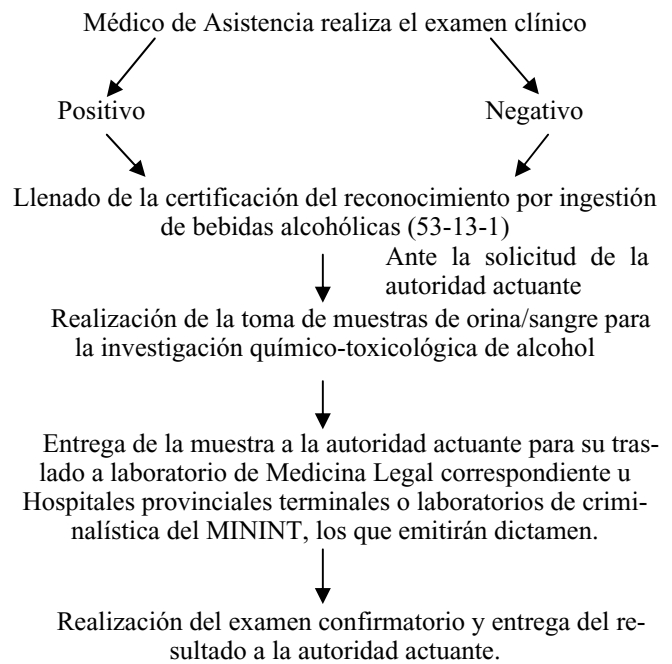 Médico de Asistencia realiza el examen clínico
Positivo
Negativo
Llenado de la certificación del reconocimiento por ingestión
de bebidas alcohólicas (53-13-1)
Ante la solicitud de la
autoridad actuante
Realización de la toma de muestras de orina/sangre para
la investigación químico-toxicológica de alcohol
Entrega de la muestra a la autoridad actuante para su tras-
lado a laboratorio de Medicina Legal correspondiente u
Hospitales provinciales terminales o laboratorios de crimi-
nalística del MININT, los que emitirán dictamen.
Realización del examen confirmatorio y entrega del re-
sultado a la autoridad actuante.